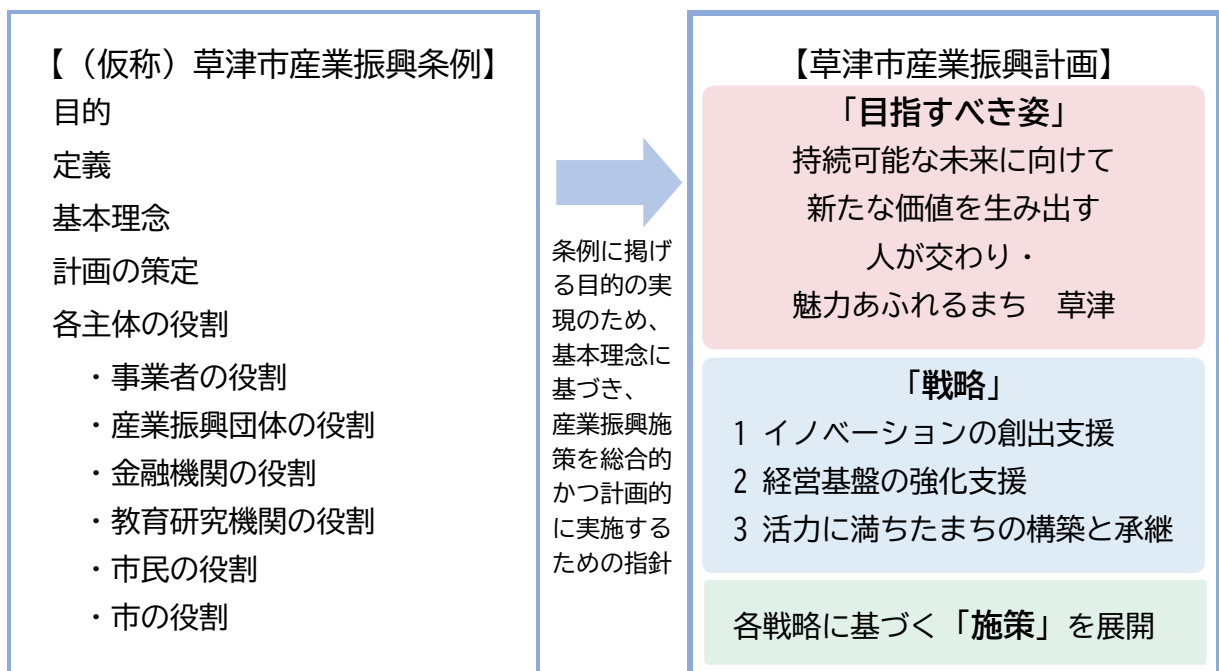 【（仮称）草津市産業振興条例】
目的
定義
基本理念
計画の策定
各主体の役割
・事業者の役割
・産業振興団体の役割
・金融機関の役割
・教育研究機関の役割
・市民の役割
・市の役割
条例に掲げ
る目的の実
現のため、
基本理念に
基づき、
産業振興施
策を総合的
かつ計画的
に実施する
ための指針
【草津市産業振興計画】
「目指すべき姿」
持続可能な未来に向けて
新たな価値を生み出す
人が交わり・
魅力あふれるまち　草津
「戦略」
1 イノベーションの創出支援
2 経営基盤の強化支援
3 活力に満ちたまちの構築と承継
各戦略に基づく「施策」を展開